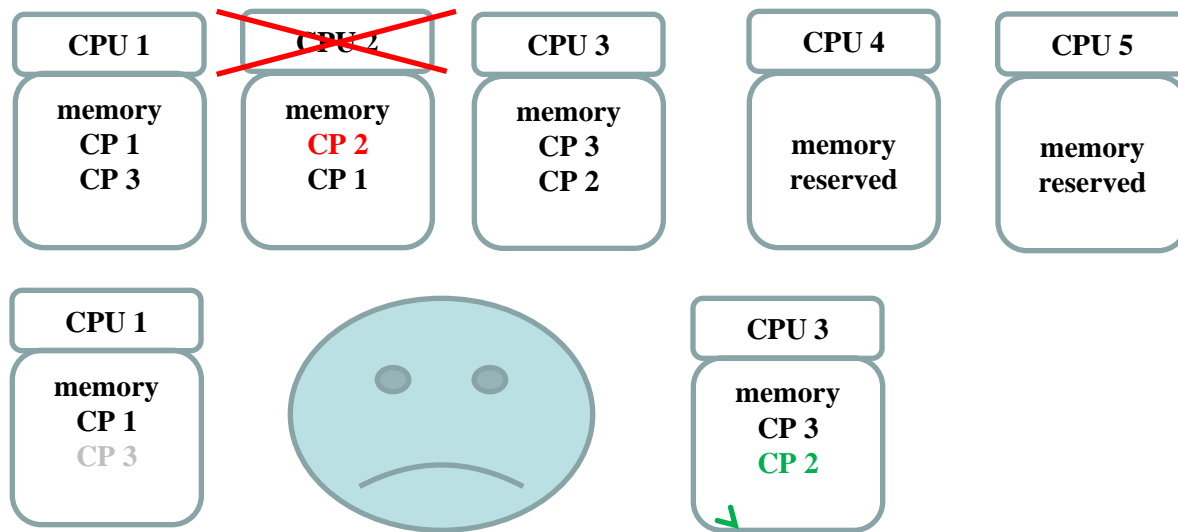 CPU 1
memory
CP 1
CP 3
CPU 2
memory
CP 2
CP 1
CPU 3
memory
CP 3
CP 2
CPU 4
memory
reserved
CPU 5
memory
reserved
CPU 1
memory
CP 1
CP 3
CPU 3
memory
CP 3
CP 2